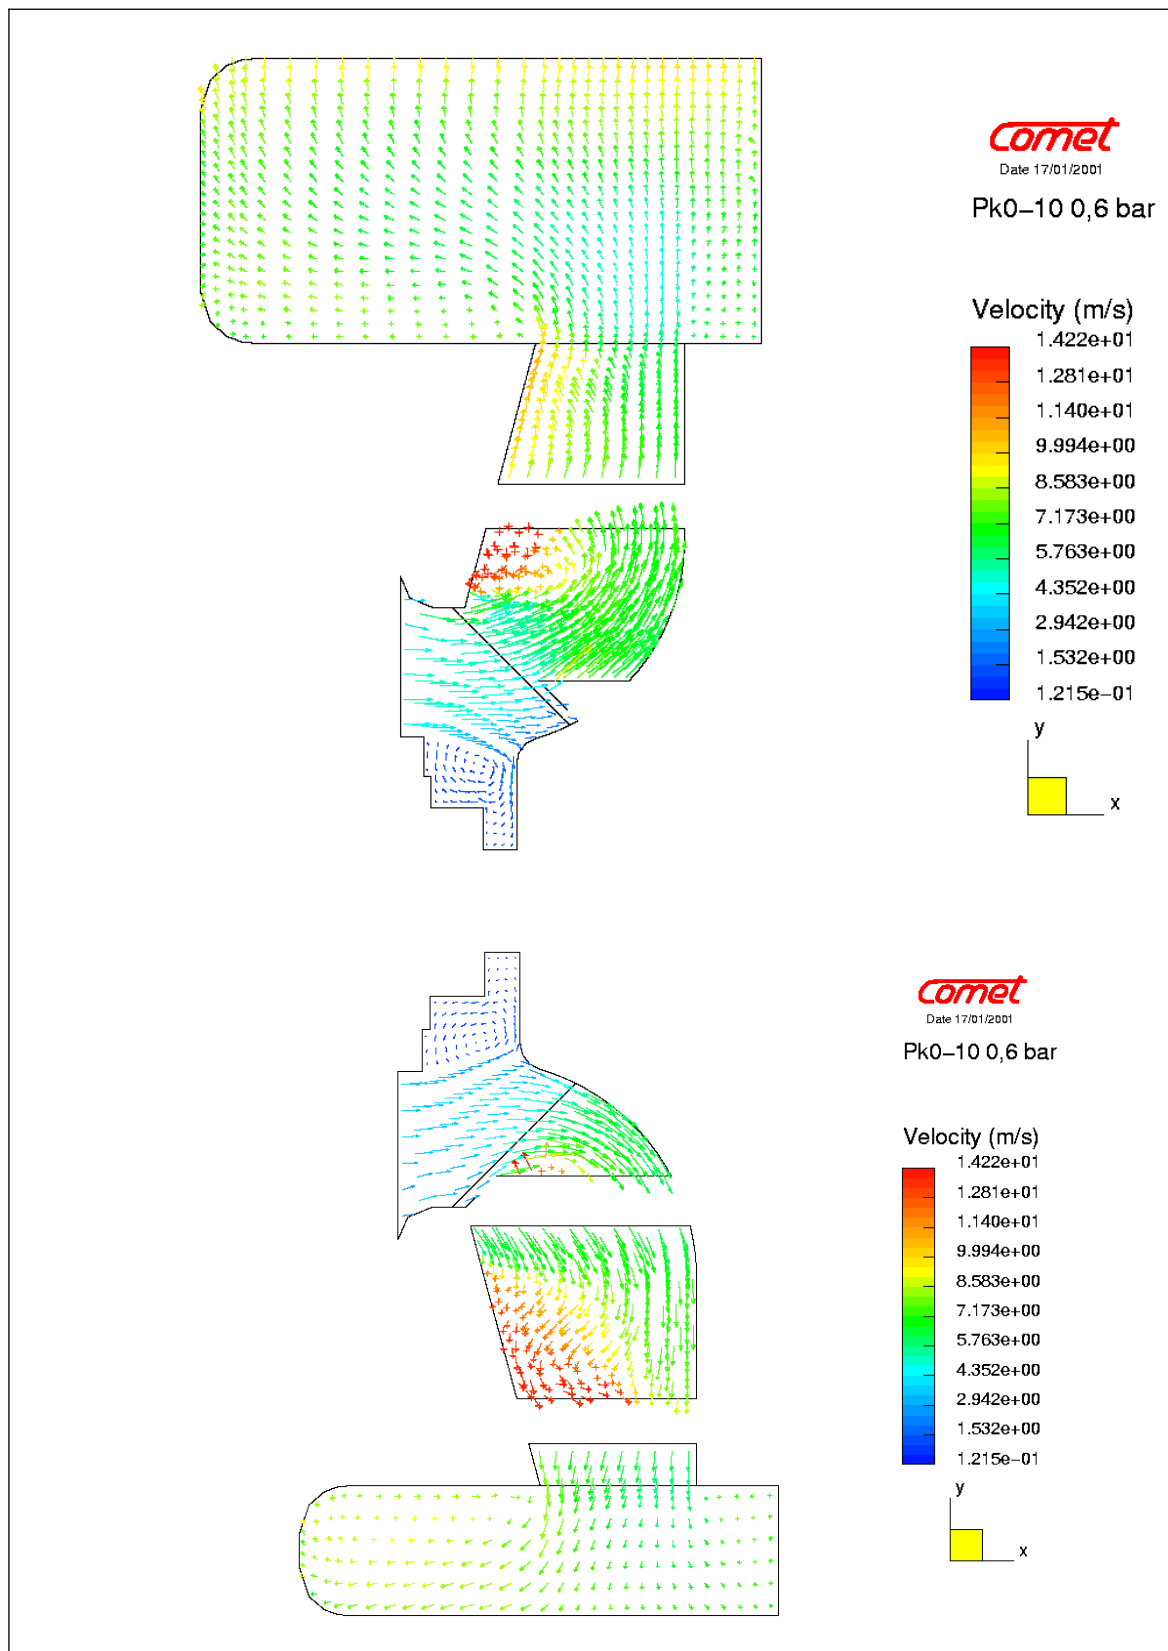 Comet
Date 17/01/2001
Pk0-10 0,6 bar
Velocity (m/s)
1.422e+01
1.281e+01
1.140e+01
9.994e+00
8.583e+00
7.173e+00
5.763e+00
4.352e+00
2.942e+00
1.532e+00
1.215e-01
y
x
Comet
Date 17/01/2001
Pk0-10 0,6 bar
Velocity (m/s)
1.422e+01
1.281e+01
1.140e+01
9.994e+00
8.583e+00
7.173e+00
5.763e+00
4.352e+00
2.942e+00
1.532e+00
1.215e-01
y
x